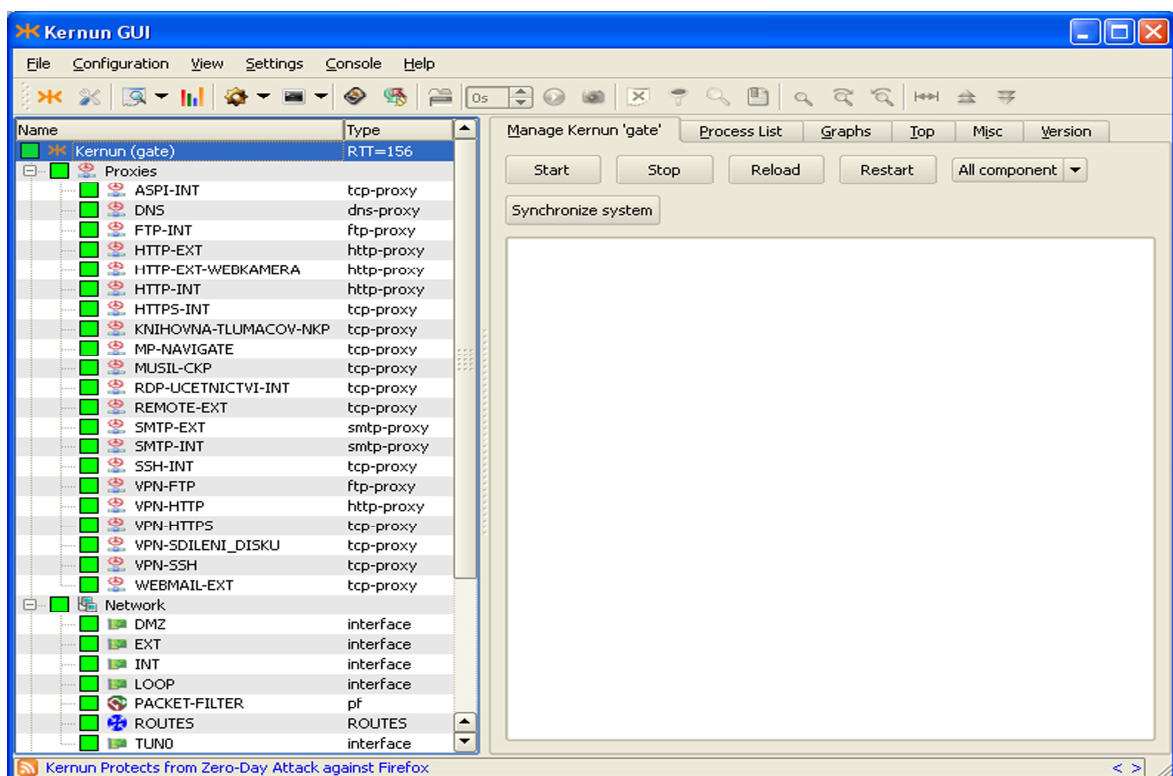 Kernun GUI
File Configuration View Settings Console Help
0s
Name Type
Kernun (gate) RTT=156
Proxies
ASPI-INT tcp-proxy
DNS dns-proxy
FTP-INT ftp-proxy
HTTP-EXT http-proxy
HTTP-EXT-WEBKAMERA http-proxy
HTTP-INT http-proxy
HTTPS-INT tcp-proxy
KNIHOVNA-TLUMACOV-NKP tcp-proxy
MP-NAVIGATE tcp-proxy
MUSIL-CKP tcp-proxy
RDP-UCETNICTVI-INT tcp-proxy
REMOTE-EXT tcp-proxy
SMTP-EXT smtp-proxy
SMTP-INT smtp-proxy
SSH-INT tcp-proxy
VPN-FTP ftp-proxy
VPN-HTTP http-proxy
VPN-HTTPS tcp-proxy
VPN-SDILENI_DISKU tcp-proxy
VPN-SSH tcp-proxy
WEBMAIL-EXT tcp-proxy
Network
DMZ interface
EXT interface
INT interface
LOOP interface
PACKET-FILTER pf
ROUTES ROUTES
TUN0 interface
Manage Kernun 'gate' Process List Graphs Top Misc Version
Start Stop Reload Restart All component
Synchronize system
Kernun Protects from Zero-Day Attack against Firefox < >